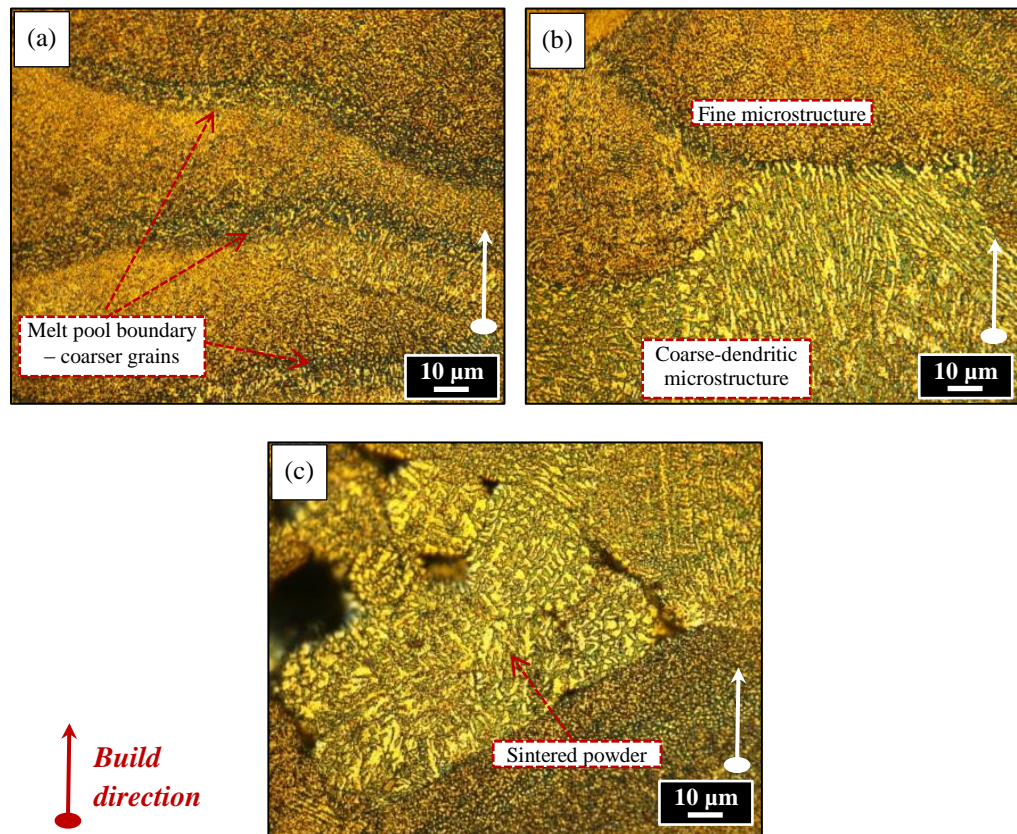 (a)
Melt pool boundary
– coarser grains
10 µm
(b)
Fine microstructure
Coarse-dendritic
microstructure
10 µm
(c)
Sintered powder
10 µm
Build
direction